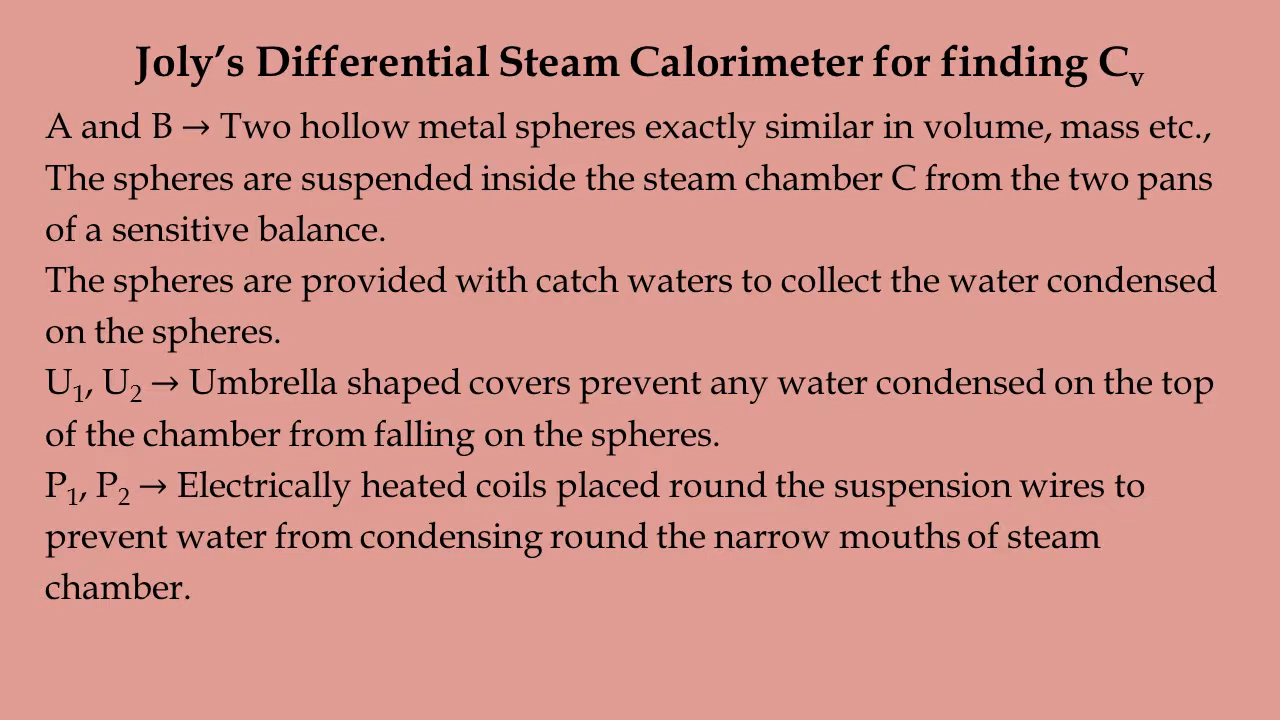 Joly’s Differential Steam Calorimeter for finding Cv
A and B → Two hollow metal spheres exactly similar in volume, mass etc.,
The spheres are suspended inside the steam chamber C from the two pans
of a sensitive balance.
The spheres are provided with catch waters to collect the water condensed
on the spheres.
U1, U2 → Umbrella shaped covers prevent any water condensed on the top
of the chamber from falling on the spheres.
P1, P2 → Electrically heated coils placed round the suspension wires to
prevent water from condensing round the narrow mouths of steam
chamber.